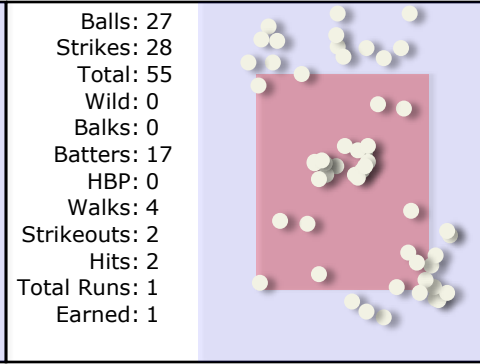 Balls: 27
Strikes: 28
Total: 55
Wild: 0
Balks: 0
Batters: 17
HBP: 0
Walks: 4
Strikeouts: 2
Hits: 2
Total Runs: 1
Earned: 1